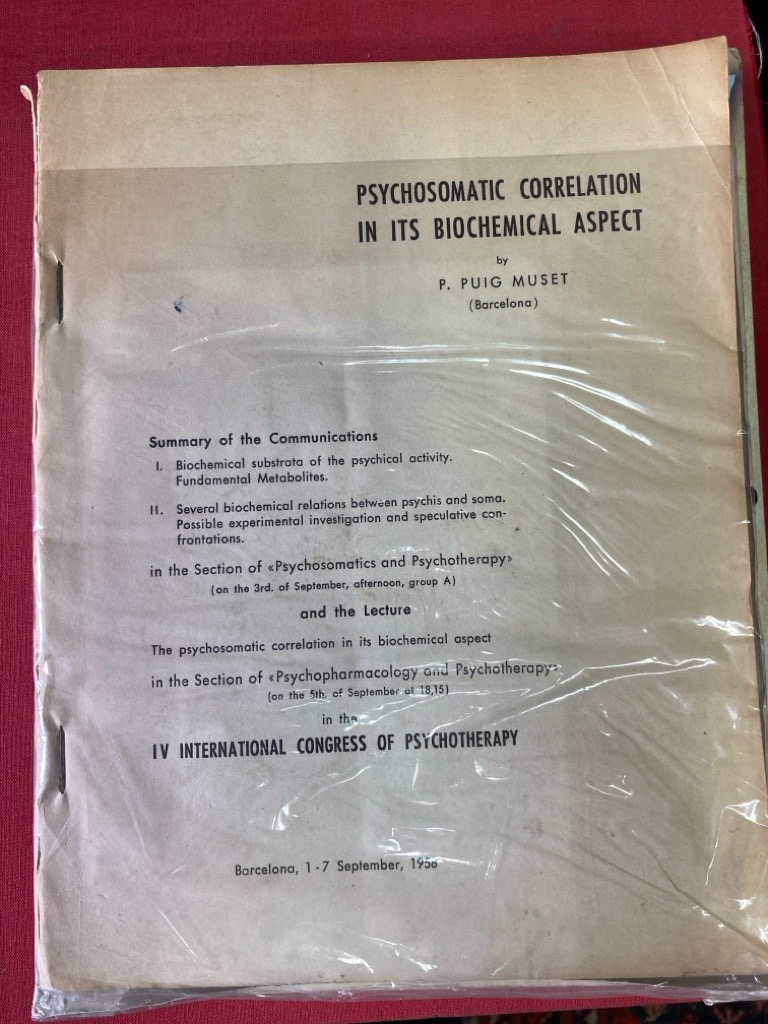 PSYCHOSOMATIC CORRELATION
IN ITS BIOCHEMICAL ASPECT
by
P. PUIG MUSET
(Barcelona)
Summary of the Communications
I. Biochemical substrata of the psychical activity.
Fundamental Metabolites.
II. Several biochemical relations between psychis and soma.
Possible experimental investigation and speculative con-
frontations.
in the Section of «Psychosomatics and Psychotherapy»
(on the 3rd. of September, afternoon, group A)
and the Lecture
The psychosomatic correlation in its biochemical aspect
in the Section of «Psychopharmacology and Psychotherapy»
(on the 5th. of September at 18,15)
in the
IV INTERNATIONAL CONGRESS OF PSYCHOTHERAPY
Barcelona, 1 - 7 September, 1958